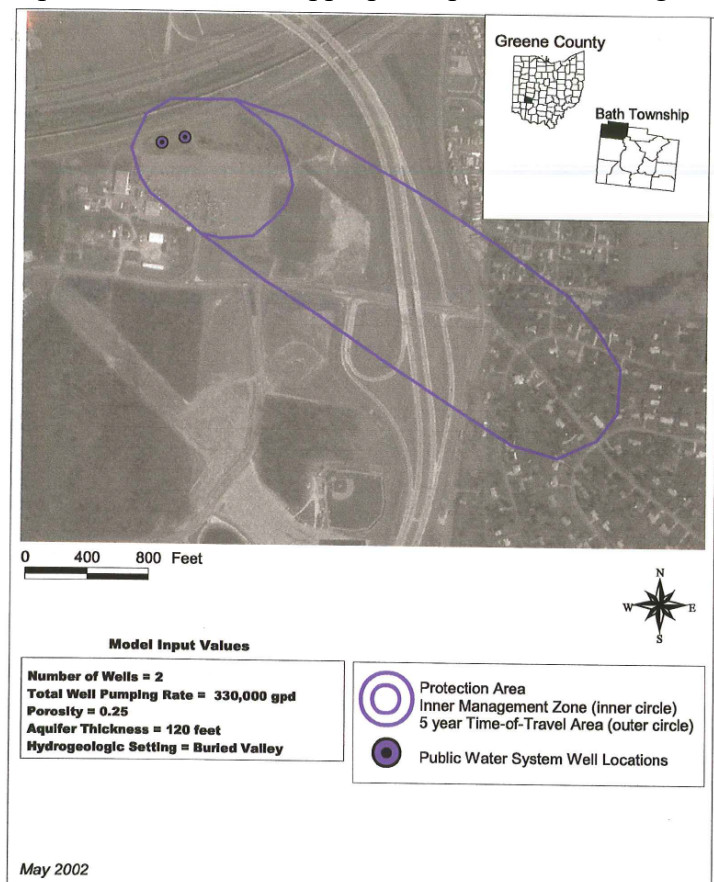 Greene County
Bath Township
0 400 800 Feet
N
W E
S
Model Input Values
Number of Wells = 2
Total Well Pumping Rate = 330,000 gpd
Porosity = 0.25
Aquifer Thickness = 120 feet
Hydrogeologic Setting = Buried Valley
Protection Area
Inner Management Zone (inner circle)
5 year Time-of-Travel Area (outer circle)
Public Water System Well Locations
May 2002